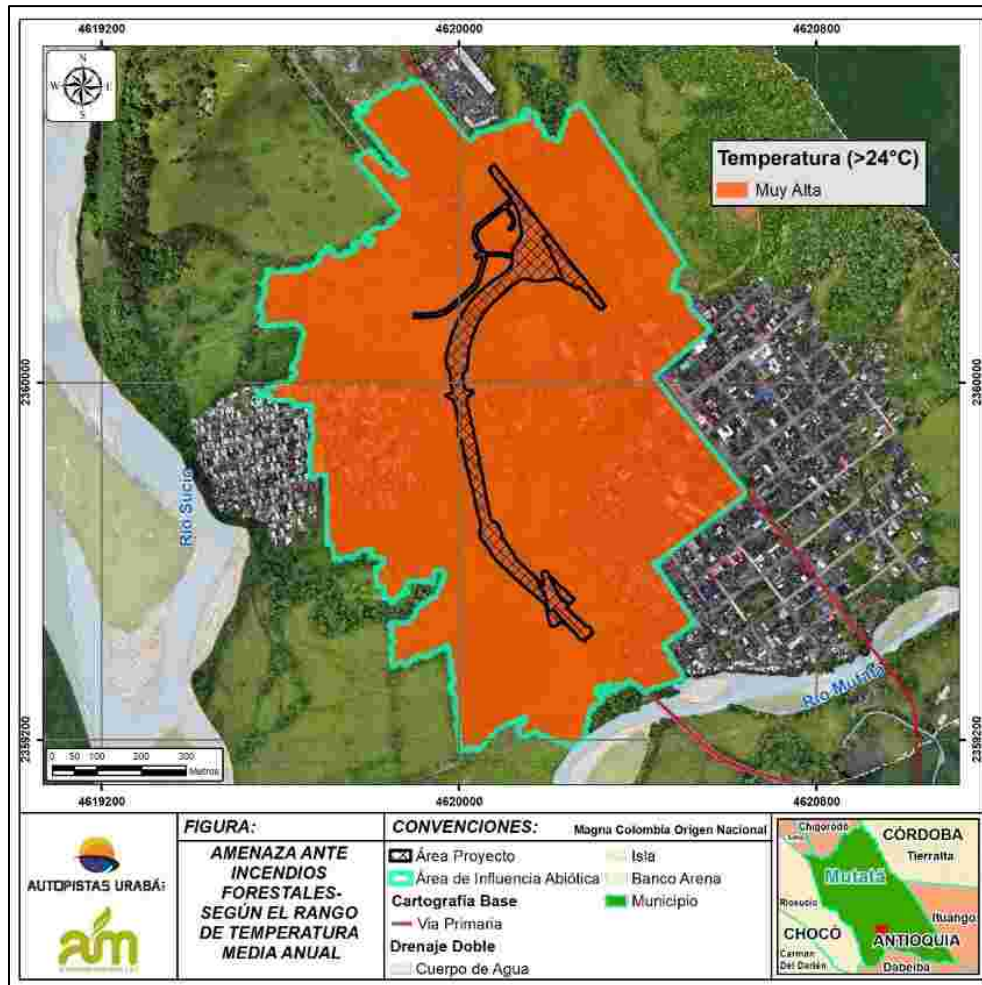 4619200
4620000
4620800
N
W
E
S
Temperatura (>24°C)
Muy Alta
2360000
2360000
Río Sucio
Río Mutatá
2359200
2359200
0 50 100 200 300
Metros
4619200
4620000
4620800
AUTOPISTAS URABÁ
aim
FIGURA:
AMENAZA ANTE
INCENDIOS
FORESTALES-
SEGÚN EL RANGO
DE TEMPERATURA
MEDIA ANUAL
CONVENCIONES:
Magna Colombia Origen Nacional
Área Proyecto
Área de Influencia Abiótica
Cartografía Base
Vía Primaria
Drenaje Doble
Cuerpo de Agua
Isla
Banco Arena
Municipio
Chigorodó
CÓRDOBA
Tierralta
Mutatá
Riosucio
Ituango
CHOCÓ
ANTIOQUIA
Carmen
Del Darién
Dabeiba